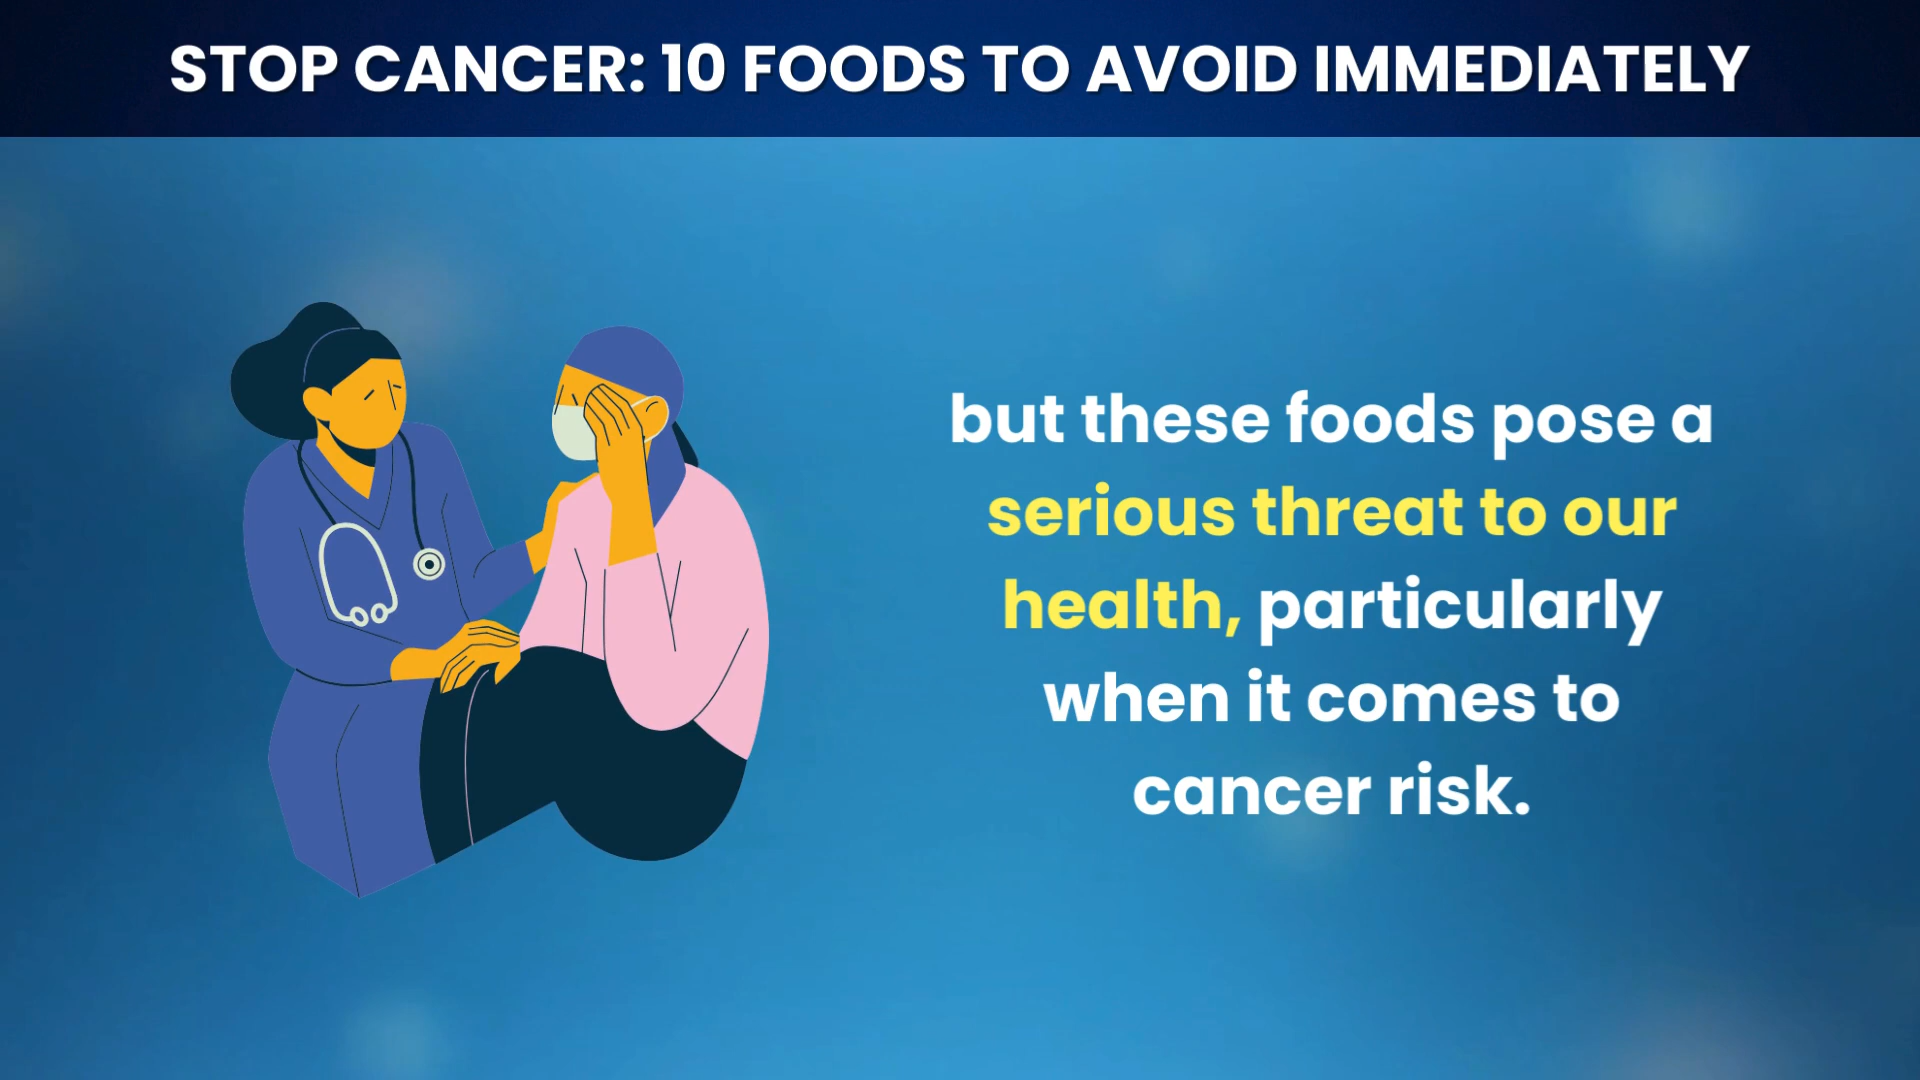 STOP CANCER: 10 FOODS TO AVOID IMMEDIATELY
but these foods pose a
serious threat to our
health, particularly
when it comes to
cancer risk.